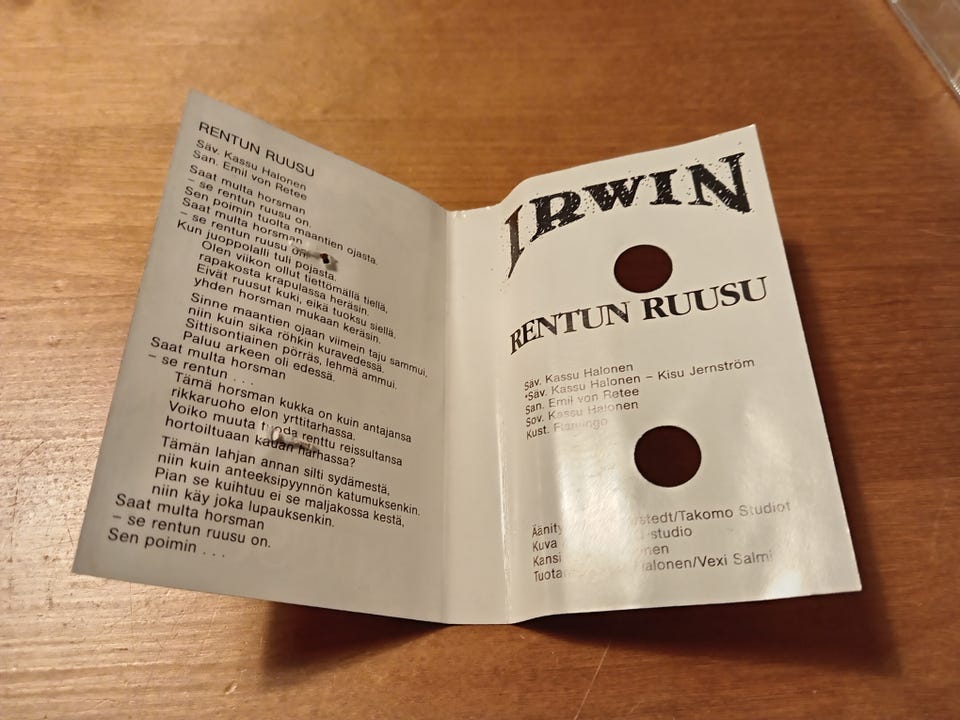 RENTUN RUUSU
Säv. Kassu Halonen
San. Emil von Retee
Saat multa horsman
– se rentun ruusu on.
Sen poimin tuolta maantien ojasta.
Saat multa horsman
– se rentun ruusu on.
Kun juoppolalli tuli pojasta.
Olen viikon ollut tiettömällä tiellä,
rapakosta krapulassa heräsin.
Eivät ruusut kuki, eikä tuoksu siellä,
yhden horsman mukaan keräsin.
Sinne maantien ojaan viimein taju sammui,
niin kuin sika röhkin kuravedessä.
Sittisontiainen pörräs, lehmä ammui.
Paluu arkeen oli edessä.
Saat multa horsman
– se rentun . . .
Tämä horsman kukka on kuin antajansa
rikkaruoho elon yrttitarhassa.
Voiko muuta renttu reissultansa
hortoiltuaan kauan harhassa?
Tämän lahjan annan silti sydämestä,
niin kuin anteeksipyynnön katumuksenkin.
Pian se kuihtuu ei se maljakossa kestä,
niin käy joka lupauksenkin.
Saat multa horsman
– se rentun ruusu on.
Sen poimin . . .
IRWIN
RENTUN RUUSU
Säv. Kassu Halonen
*Säv. Kassu Halonen – Kisu Jernström
San. Emil von Retee
Sov. Kassu Halonen
Kust. Flamingo
/Takomo Studiot
Kuva -studio
Kansi
/Vexi Salmi